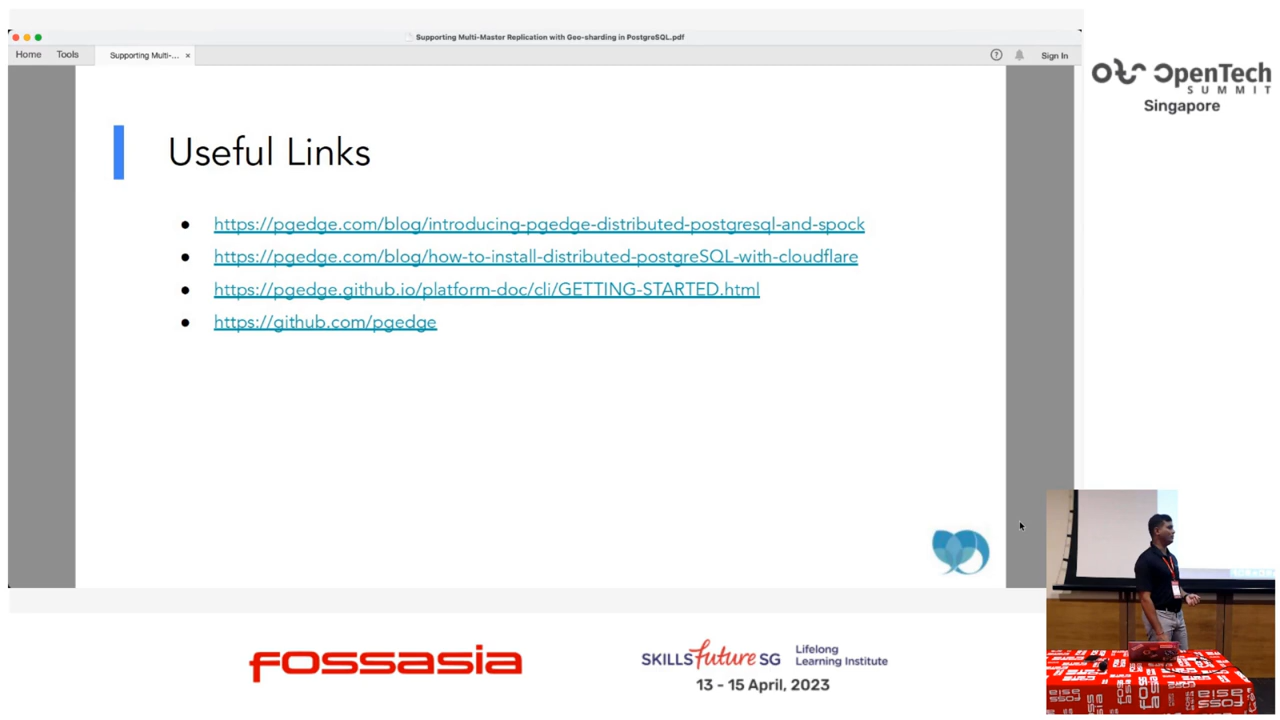 Supporting Multi-Master Replication with Geo-sharding in PostgreSQL.pdf
Home Tools Supporting Multi-... × ? Sign In
Useful Links
● https://pgedge.com/blog/introducing-pgedge-distributed-postgresql-and-spock
● https://pgedge.com/blog/how-to-install-distributed-postgreSQL-with-cloudflare
● https://pgedge.github.io/platform-doc/cli/GETTING-STARTED.html
● https://github.com/pgedge
OpenTech
SUMMIT
Singapore
fossasia
SKILLS future SG
Lifelong
Learning Institute
13 - 15 April, 2023